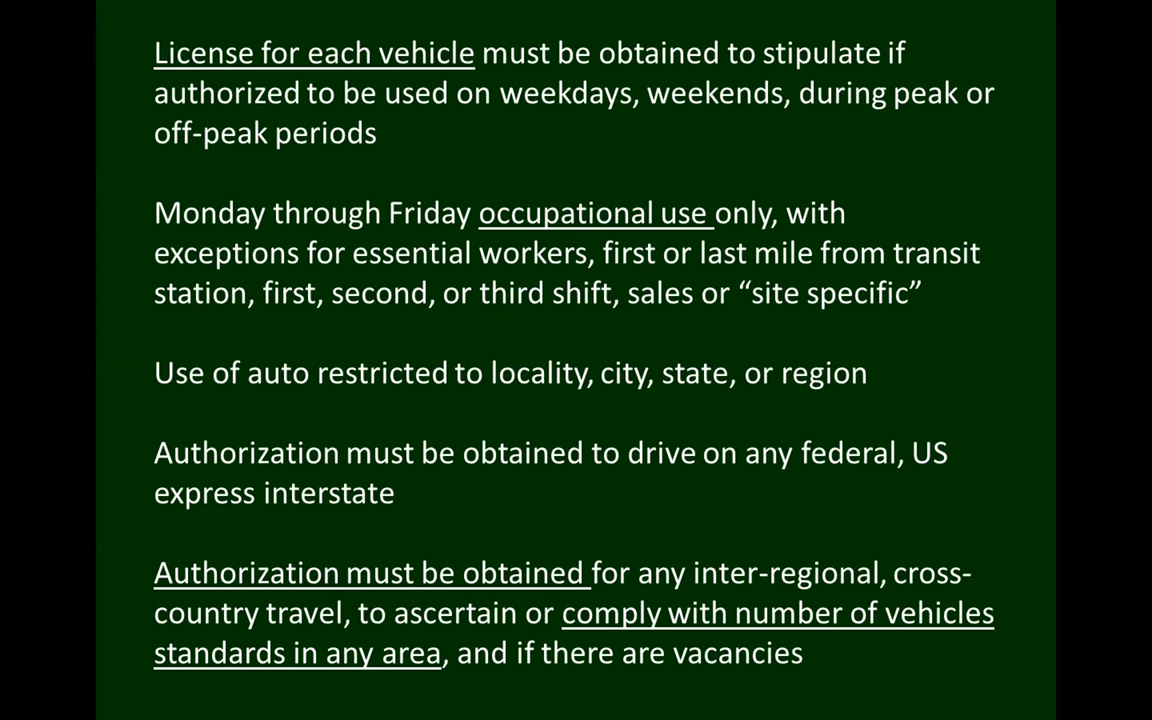 License for each vehicle must be obtained to stipulate if
authorized to be used on weekdays, weekends, during peak or
off-peak periods
Monday through Friday occupational use only, with
exceptions for essential workers, first or last mile from transit
station, first, second, or third shift, sales or “site specific”
Use of auto restricted to locality, city, state, or region
Authorization must be obtained to drive on any federal, US
express interstate
Authorization must be obtained for any inter-regional, cross-
country travel, to ascertain or comply with number of vehicles
standards in any area, and if there are vacancies